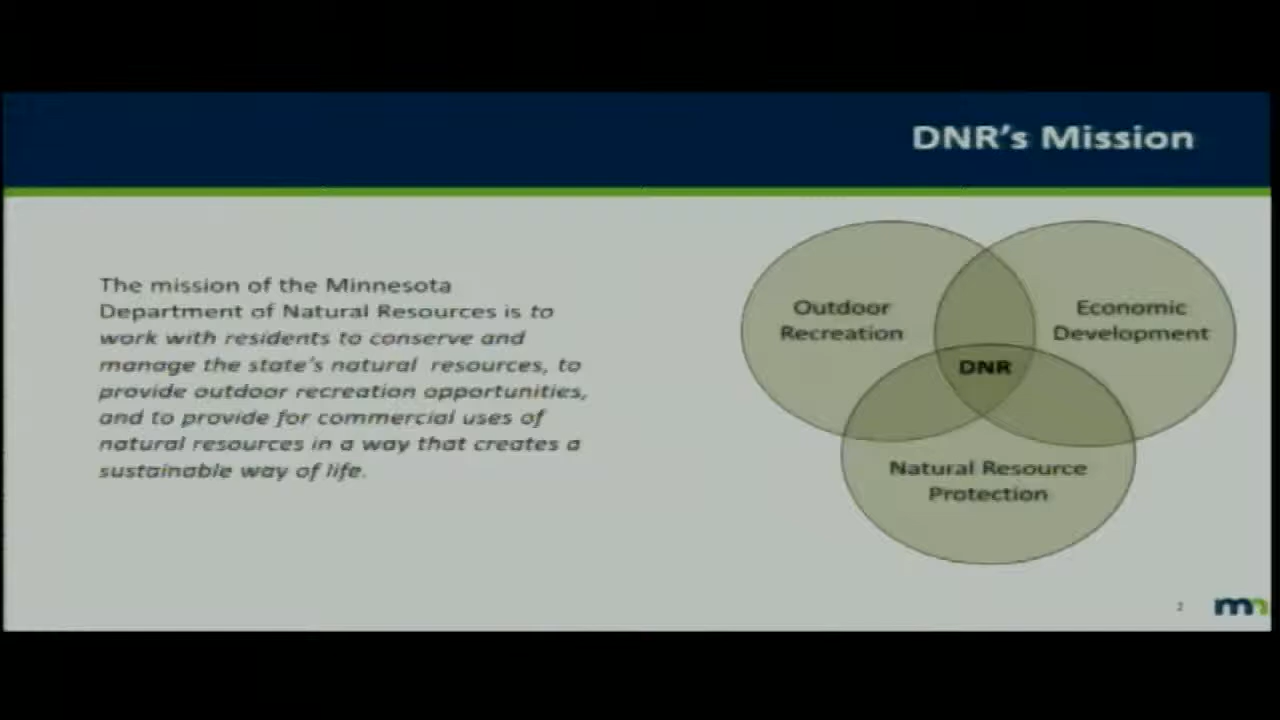 DNR's Mission
The mission of the Minnesota
Department of Natural Resources is to
work with residents to conserve and
manage the state's natural resources, to
provide outdoor recreation opportunities,
and to provide for commercial uses of
natural resources in a way that creates a
sustainable way of life.
Outdoor
Recreation
Economic
Development
DNR
Natural Resource
Protection
2
mn